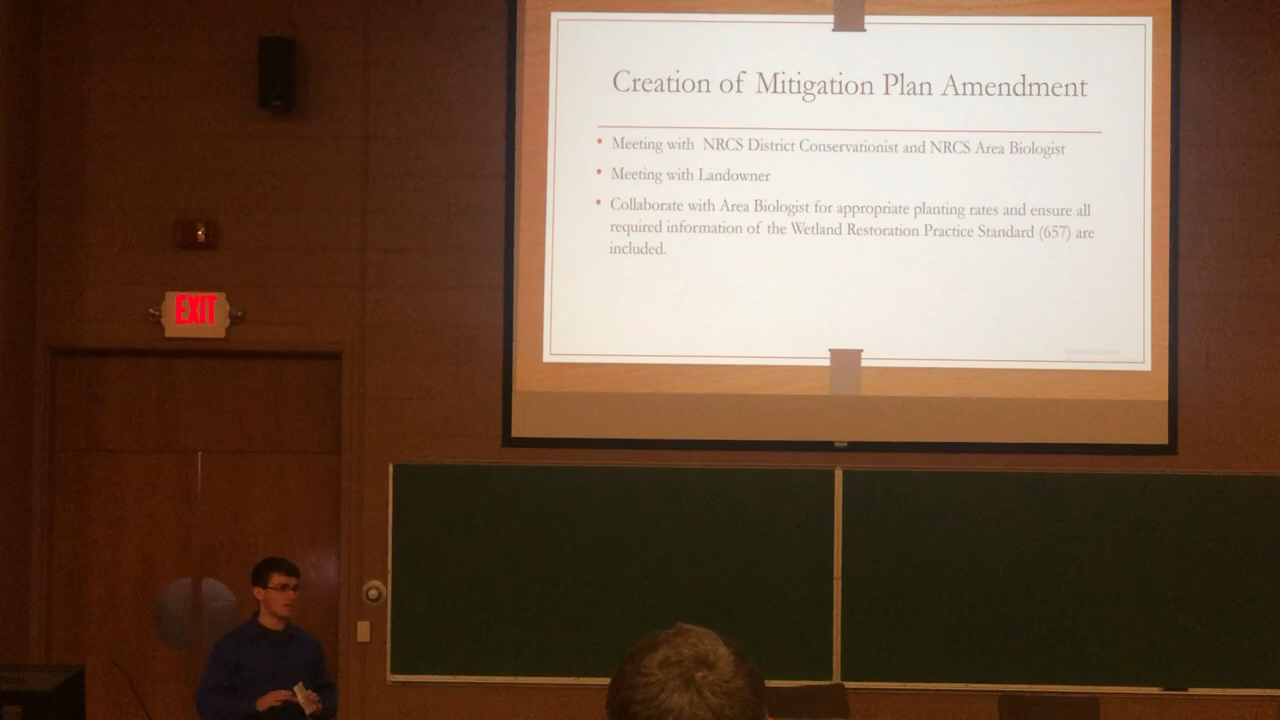 Creation of Mitigation Plan Amendment
• Meeting with NRCS District Conservationist and NRCS Area Biologist
• Meeting with Landowner
• Collaborate with Area Biologist for appropriate planting rates and ensure all
required information of the Wetland Restoration Practice Standard (657) are
included.
EXIT